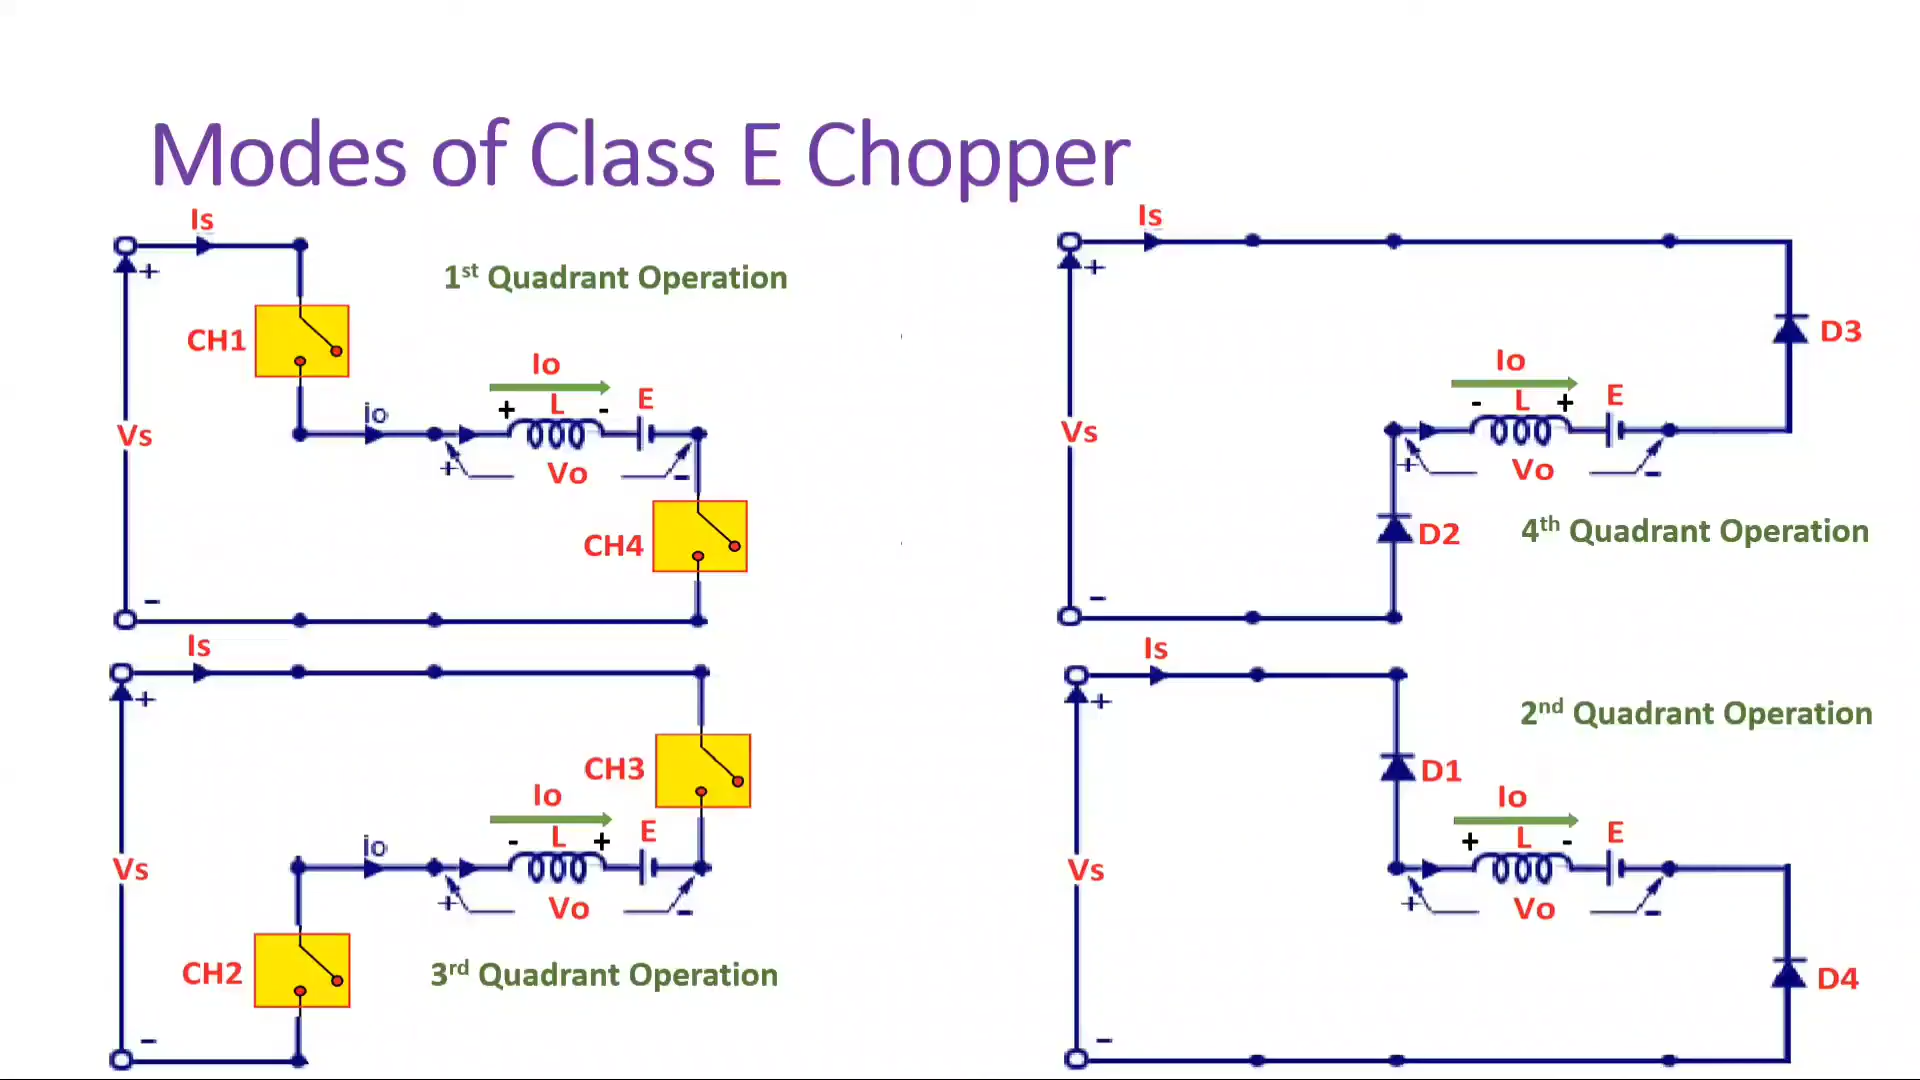 Modes of Class E Chopper
Is
+
1st Quadrant Operation
CH1
Io
+ L - E
io
Vs
+ Vo -
CH4
-
Is
+
D3
Io
- L + E
Vs
+ Vo -
D2
4th Quadrant Operation
-
Is
+
CH3
Io
- L + E
io
Vs
+ Vo -
CH2
3rd Quadrant Operation
-
Is
+
2nd Quadrant Operation
D1
Io
+ L - E
Vs
+ Vo -
D4
-